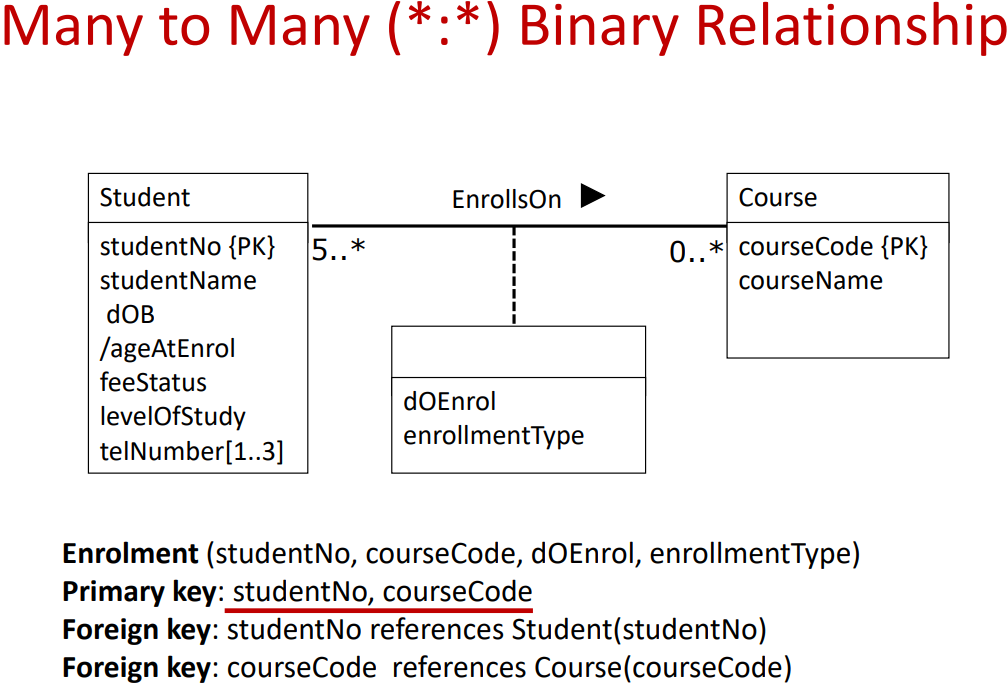 Many to Many (*:*) Binary Relationship
Student
EnrollsOn
Course
studentNo {PK}
studentName
dOB
/ageAtEnrol
feeStatus
levelOfStudy
telNumber[1..3]
5..*
0..*
courseCode {PK}
courseName
dOEnrol
enrollmentType
Enrolment (studentNo, courseCode, dOEnrol, enrollmentType)
Primary key: studentNo, courseCode
Foreign key: studentNo references Student(studentNo)
Foreign key: courseCode references Course(courseCode)